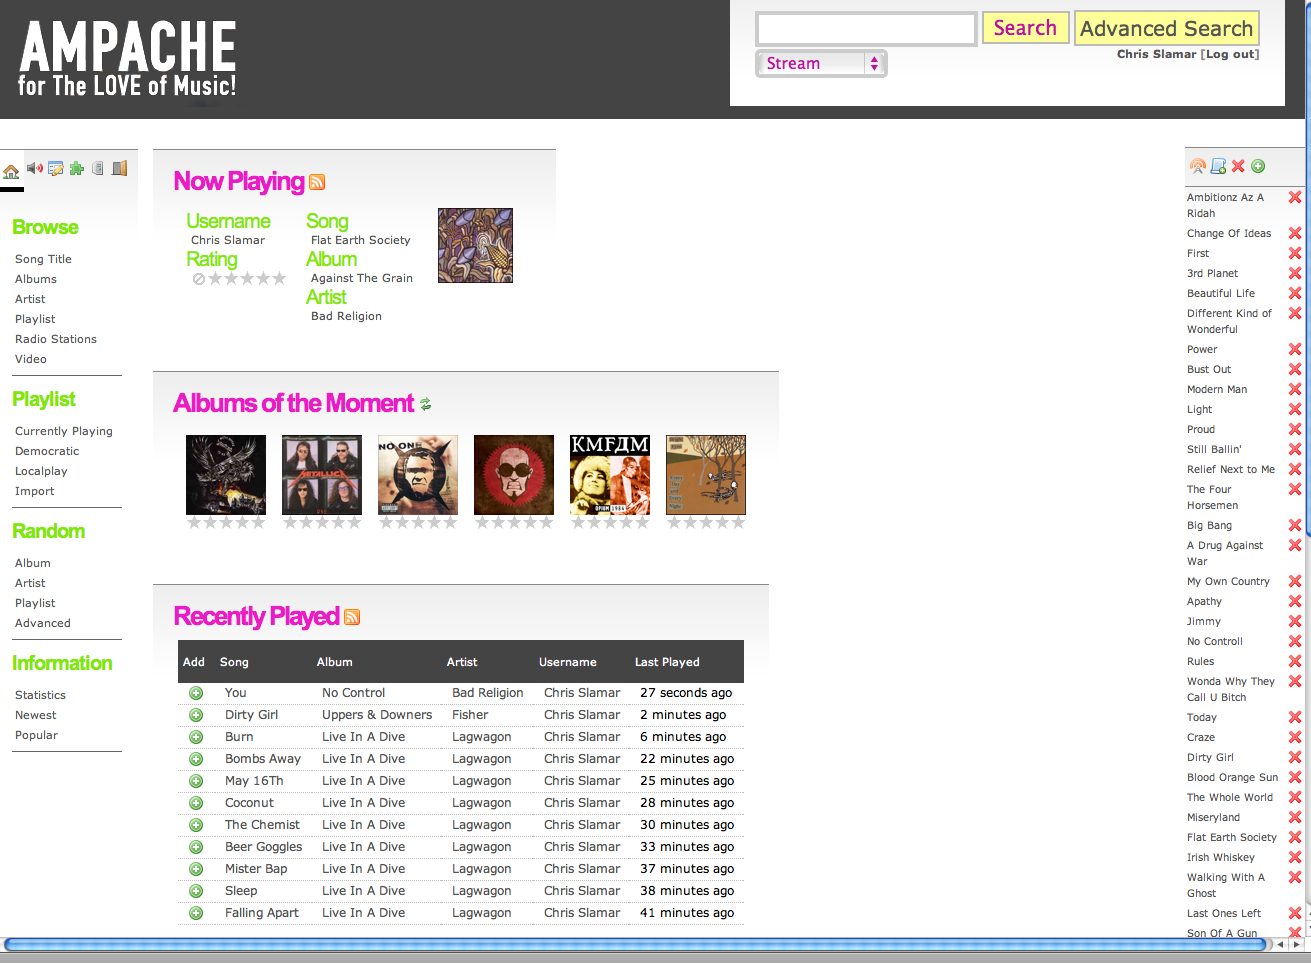 AMPACHE
for The LOVE of Music!
Search
Advanced Search
Stream
Chris Slamar [Log out]
Browse
Song Title
Albums
Artist
Playlist
Radio Stations
Video
Playlist
Currently Playing
Democratic
Localplay
Import
Random
Album
Artist
Playlist
Advanced
Information
Statistics
Newest
Popular
Now Playing
Username
Chris Slamar
Rating
Song
Flat Earth Society
Album
Against The Grain
Artist
Bad Religion
Albums of the Moment
METALLICA
NO ONE
KMFDM
OPIUM 1984
Recently Played
Add Song Album Artist Username Last Played
You No Control Bad Religion Chris Slamar 27 seconds ago
Dirty Girl Uppers & Downers Fisher Chris Slamar 2 minutes ago
Burn Live In A Dive Lagwagon Chris Slamar 6 minutes ago
Bombs Away Live In A Dive Lagwagon Chris Slamar 22 minutes ago
May 16Th Live In A Dive Lagwagon Chris Slamar 25 minutes ago
Coconut Live In A Dive Lagwagon Chris Slamar 28 minutes ago
The Chemist Live In A Dive Lagwagon Chris Slamar 30 minutes ago
Beer Goggles Live In A Dive Lagwagon Chris Slamar 33 minutes ago
Mister Bap Live In A Dive Lagwagon Chris Slamar 37 minutes ago
Sleep Live In A Dive Lagwagon Chris Slamar 38 minutes ago
Falling Apart Live In A Dive Lagwagon Chris Slamar 41 minutes ago
Ambitionz Az A
Ridah
Change Of Ideas
First
3rd Planet
Beautiful Life
Different Kind of
Wonderful
Power
Bust Out
Modern Man
Light
Proud
Still Ballin'
Relief Next to Me
The Four
Horsemen
Big Bang
A Drug Against
War
My Own Country
Apathy
Jimmy
No Controll
Rules
Wonda Why They
Call U Bitch
Today
Craze
Dirty Girl
Blood Orange Sun
The Whole World
Miseryland
Flat Earth Society
Irish Whiskey
Walking With A
Ghost
Last Ones Left
Son Of A Gun